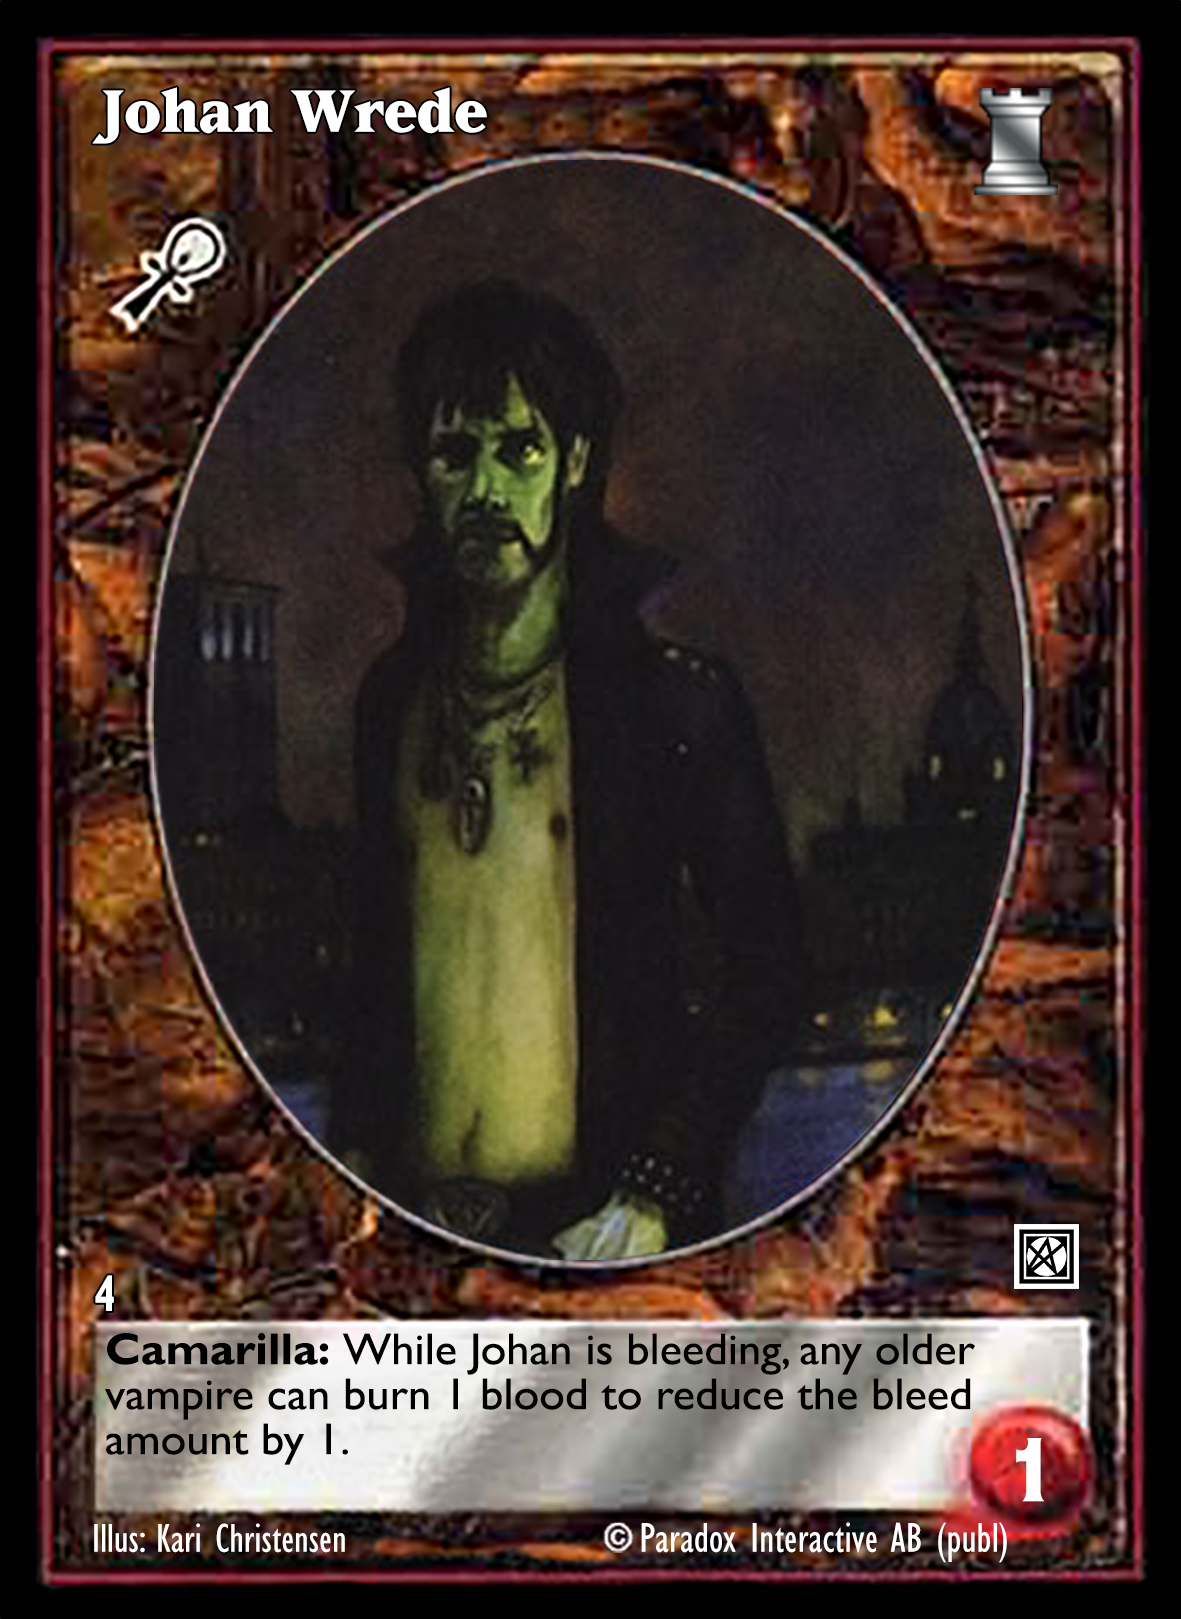 Johan Wrede
4
Camarilla: While Johan is bleeding, any older
vampire can burn 1 blood to reduce the bleed
amount by 1.
1
Illus: Kari Christensen
© Paradox Interactive AB (publ)